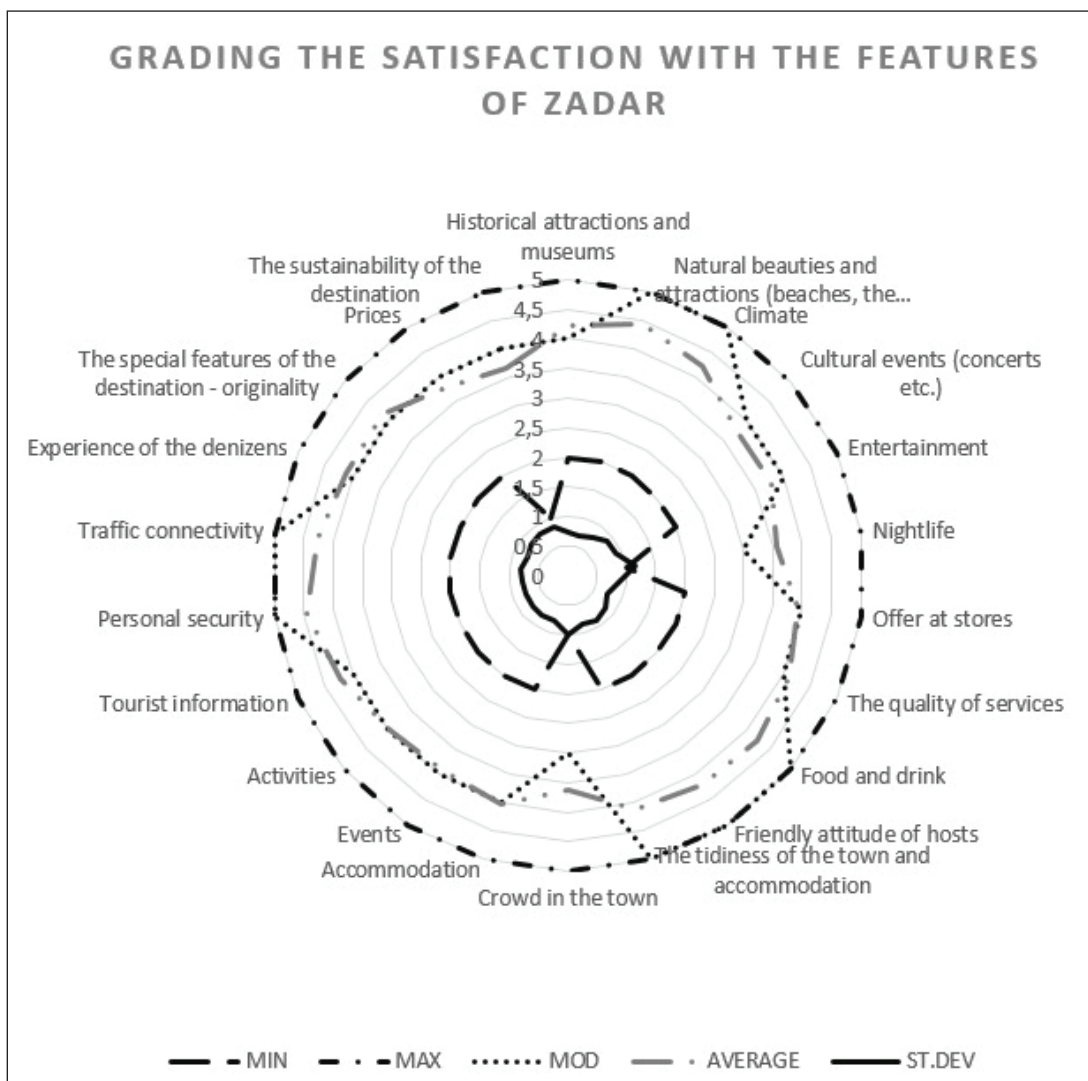 GRADING THE SATISFACTION WITH THE FEATURES
OF ZADAR
Historical attractions and
museums
Natural beauties and
attractions (beaches, the...
Climate
Cultural events (concerts
etc.)
Entertainment
Nightlife
Offer at stores
The quality of services
Food and drink
Friendly attitude of hosts
The tidiness of the town and
accommodation
Crowd in the town
Accommodation
Events
Activities
Tourist information
Personal security
Traffic connectivity
Experience of the denizens
The special features of the
destination - originality
Prices
The sustainability of the
destination
5
4,5
4
3,5
3
2,5
2
1,5
1
0,5
0
MIN MAX MOD AVERAGE ST.DEV